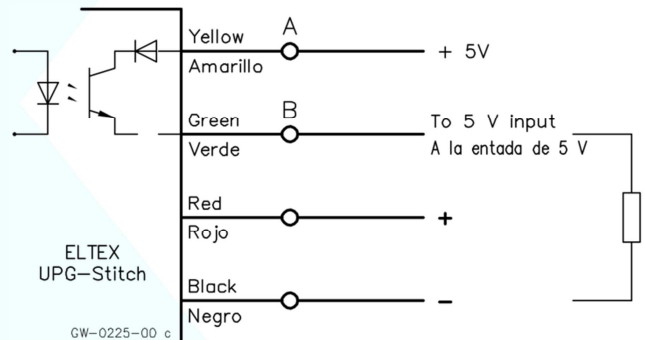 Yellow
A
+ 5V
Amarillo
Green
B
To 5 V input
Verde
A la entada de 5 V
Red
+
Rojo
ELTEX
UPG-Stitch
Black
-
Negro
GW-0225-00 c